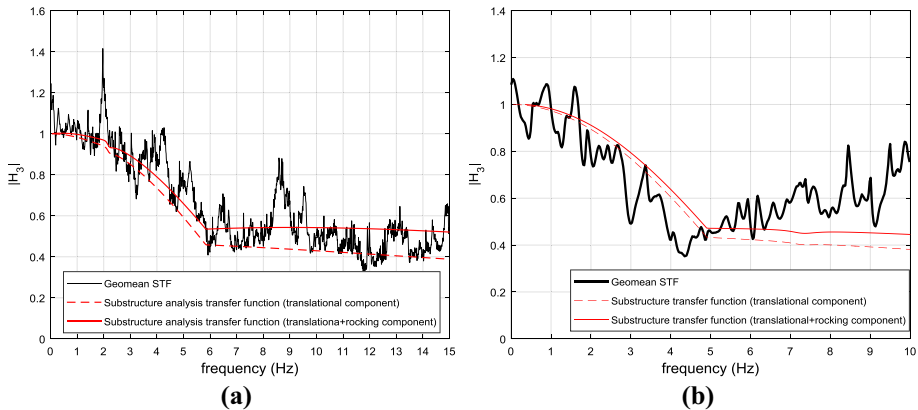 1.6
1.4
1.2
1
0.8
0.6
0.4
0.2
0
|H3|
Geomean STF
Substructure analysis transfer function (translational component)
Substructure analysis transfer function (translationa+rocking component)
0 1 2 3 4 5 6 7 8 9 10 11 12 13 14 15
frequency (Hz)
(a)
1.4
1.2
1
0.8
0.6
0.4
0.2
0
|H3|
Geomean STF
Substructure transfer function (translational component)
Substructure transfer function (translational+rocking component)
0 1 2 3 4 5 6 7 8 9 10
frequency (Hz)
(b)